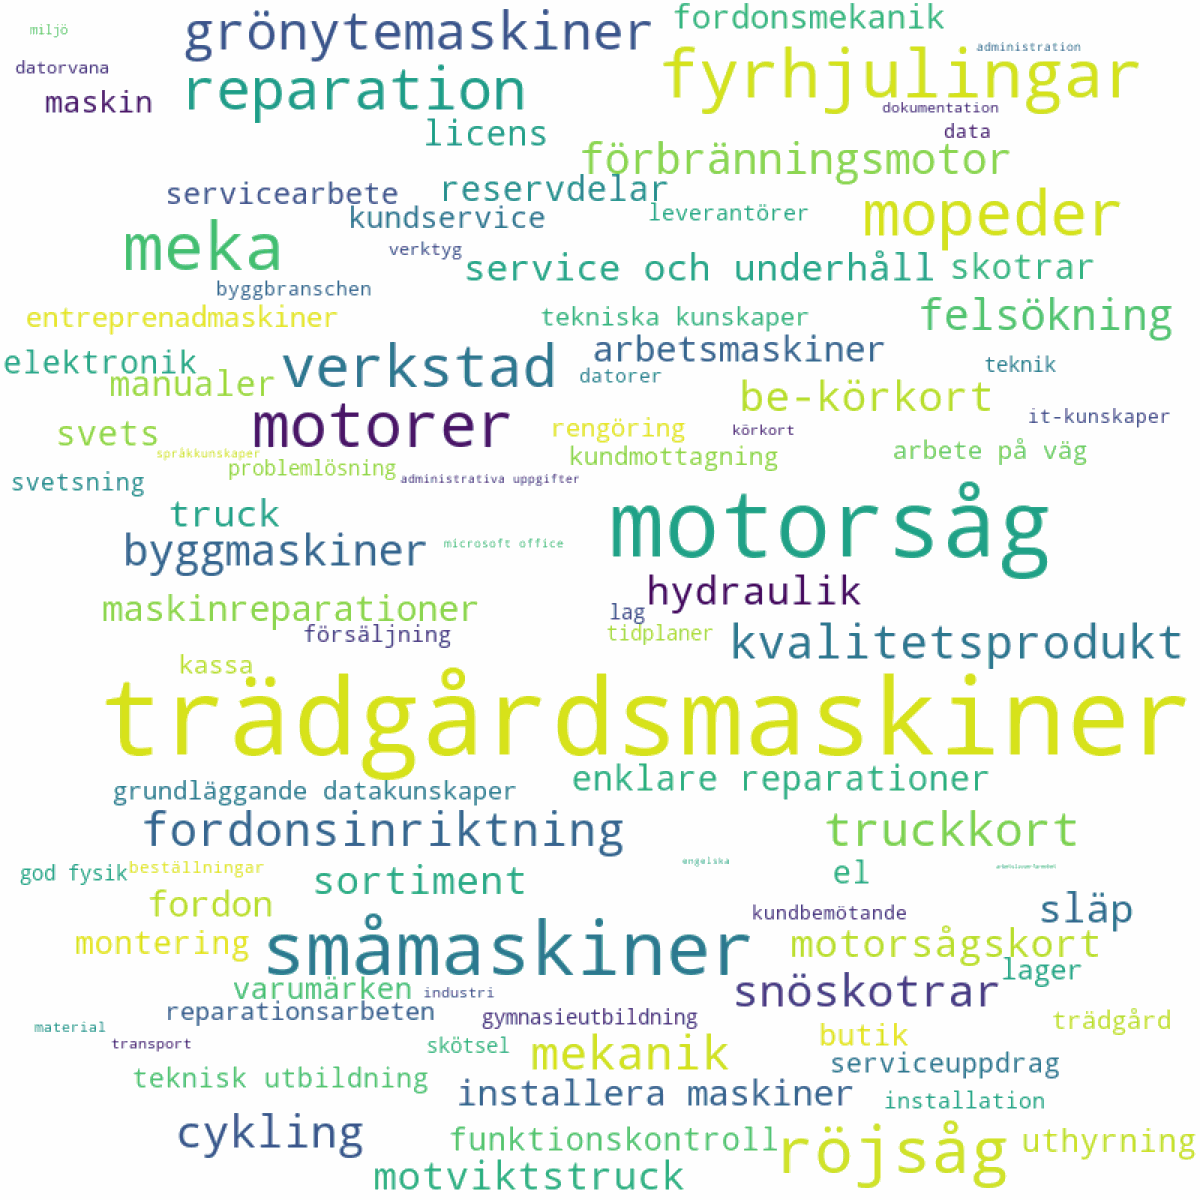 miljö
grönytemaskiner
fordonsmekanik
administration
datorvana
fyrhjulingar
maskin
reparation
dokumentation
licens
data
förbränningsmotor
servicearbete
reservdelar
kundservice
leverantörer
mopeder
meka
verktyg
service och underhåll
skotrar
byggbranschen
entreprenadmaskiner
tekniska kunskaper
felsökning
elektronik
verkstad
arbetsmaskiner
teknik
manualer
datorer
be-körkort
motorer
it-kunskaper
svets
rengöring
körkort
språkkunskaper
problemlösning
kundmottagning
arbete på väg
svetsning
administrativa uppgifter
truck
motorsåg
byggmaskiner
microsoft office
hydraulik
maskinreparationer
lag
försäljning
tidplaner
kvalitetsprodukt
kassa
trädgårdsmaskiner
enklare reparationer
grundläggande datakunskaper
fordonsinriktning
truckkort
engelska
god fysik
beställningar
sortiment
el
fordon
kundbemötande
släp
montering
småmaskiner
motorsågskort
lager
varumärken
industri
snöskotrar
reparationsarbeten
gymnasieutbildning
trädgård
material
butik
transport
skötsel
mekanik
serviceuppdrag
teknisk utbildning
installera maskiner
installation
cykling
funktionskontroll
röjsåg
uthyrning
motviktstruck